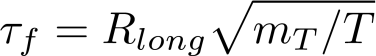 τ_f = R_{long}√(m_T/T)